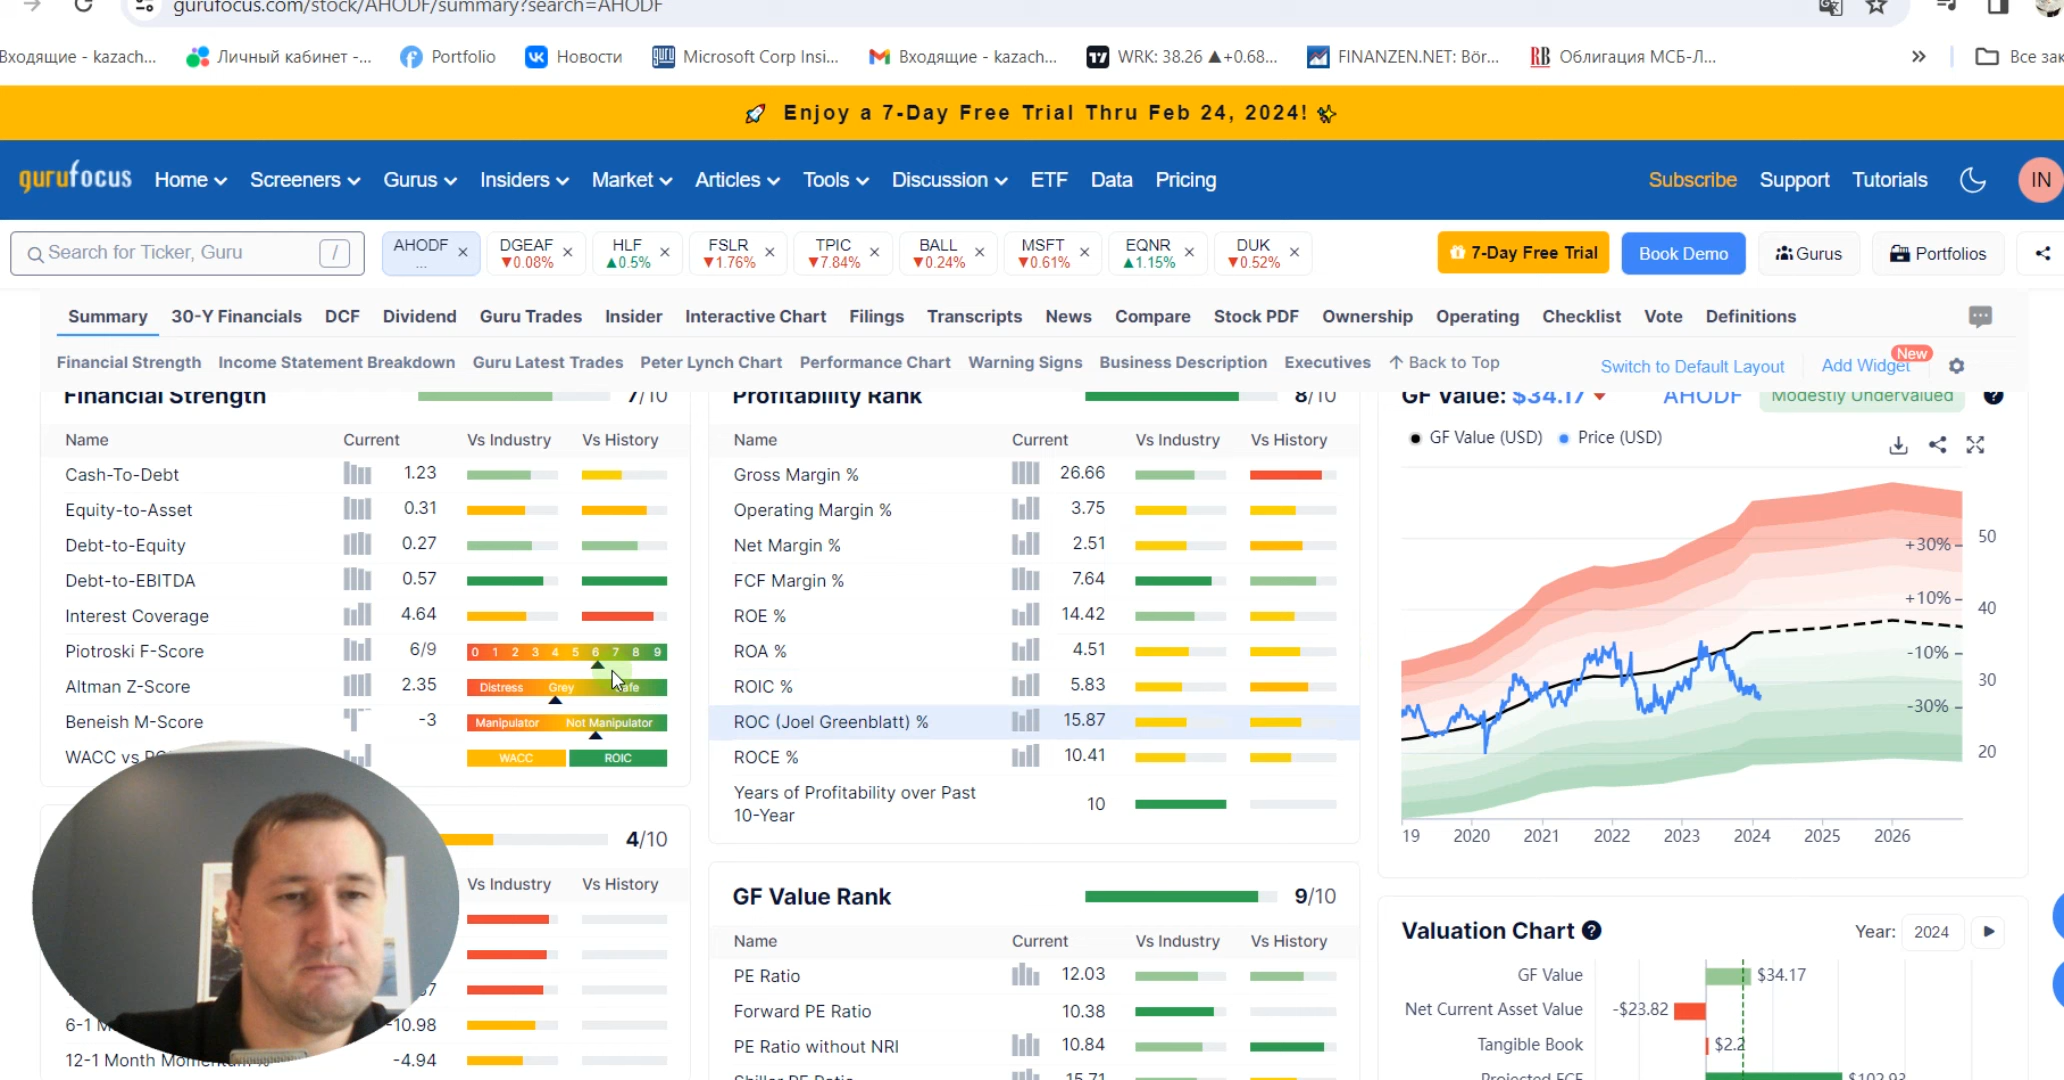 gurufocus.com/stock/AHODF/summary?search=AHODF
Входящие - kazach... Личный кабинет -... Portfolio Новости Microsoft Corp Insi... Входящие - kazach... WRK: 38.26 ▲+0.68... FINANZEN.NET: Bör... Облигация МСБ-Л... » Все зак
Enjoy a 7-Day Free Trial Thru Feb 24, 2024!
gurufocus Home Screeners Gurus Insiders Market Articles Tools Discussion ETF Data Pricing Subscribe Support Tutorials IN
Search for Ticker, Guru / AHODF ... × DGEAF ▼0.08% × HLF ▲0.5% × FSLR ▼1.76% × TPIC ▼7.84% × BALL ▼0.24% × MSFT ▼0.61% × EQNR ▲1.15% × DUK ▼0.52% × 7-Day Free Trial Book Demo Gurus Portfolios
Summary 30-Y Financials DCF Dividend Guru Trades Insider Interactive Chart Filings Transcripts News Compare Stock PDF Ownership Operating Checklist Vote Definitions
Financial Strength Income Statement Breakdown Guru Latest Trades Peter Lynch Chart Performance Chart Warning Signs Business Description Executives ↑ Back to Top Switch to Default Layout Add Widget New
Financial Strength 7/10
Name Current Vs Industry Vs History
Cash-To-Debt 1.23
Equity-to-Asset 0.31
Debt-to-Equity 0.27
Debt-to-EBITDA 0.57
Interest Coverage 4.64
Piotroski F-Score 6/9 0 1 2 3 4 5 6 7 8 9
Altman Z-Score 2.35 Distress Grey
Beneish M-Score -3 Manipulator Not Manipulator
WACC vs WACC ROIC
4/10
Vs Industry Vs History
-10.98
12-1 Month -4.94
Profitability Rank 8/10
Name Current Vs Industry Vs History
Gross Margin % 26.66
Operating Margin % 3.75
Net Margin % 2.51
FCF Margin % 7.64
ROE % 14.42
ROA % 4.51
ROIC % 5.83
ROC (Joel Greenblatt) % 15.87
ROCE % 10.41
Years of Profitability over Past
10-Year 10
GF Value Rank 9/10
Name Current Vs Industry Vs History
PE Ratio 12.03
Forward PE Ratio 10.38
PE Ratio without NRI 10.84
Shiller PE Ratio 15.71
GF Value: $34.17 AHODF Modestly Undervalued ?
GF Value (USD) Price (USD)
+30% 50
+10% 40
-10% 30
-30% 20
19 2020 2021 2022 2023 2024 2025 2026
Valuation Chart ? Year: 2024
GF Value $34.17
Net Current Asset Value -$23.82
Tangible Book $2.2
Projected FCF $102.93